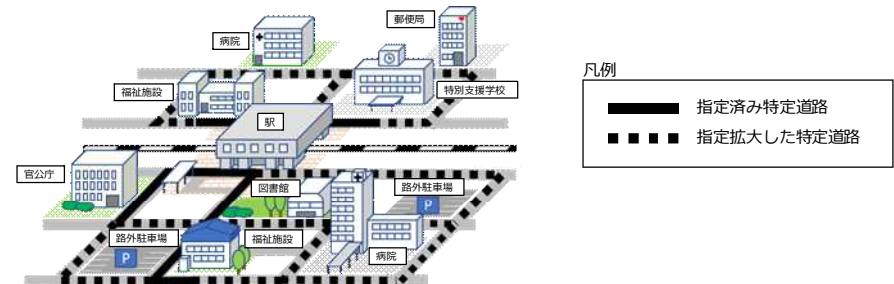 郵便局
病院
福祉施設
特別支援学校
駅
官公庁
図書館
路外駐車場
P
路外駐車場
福祉施設
P
病院
凡例
指定済み特定道路
指定拡大した特定道路